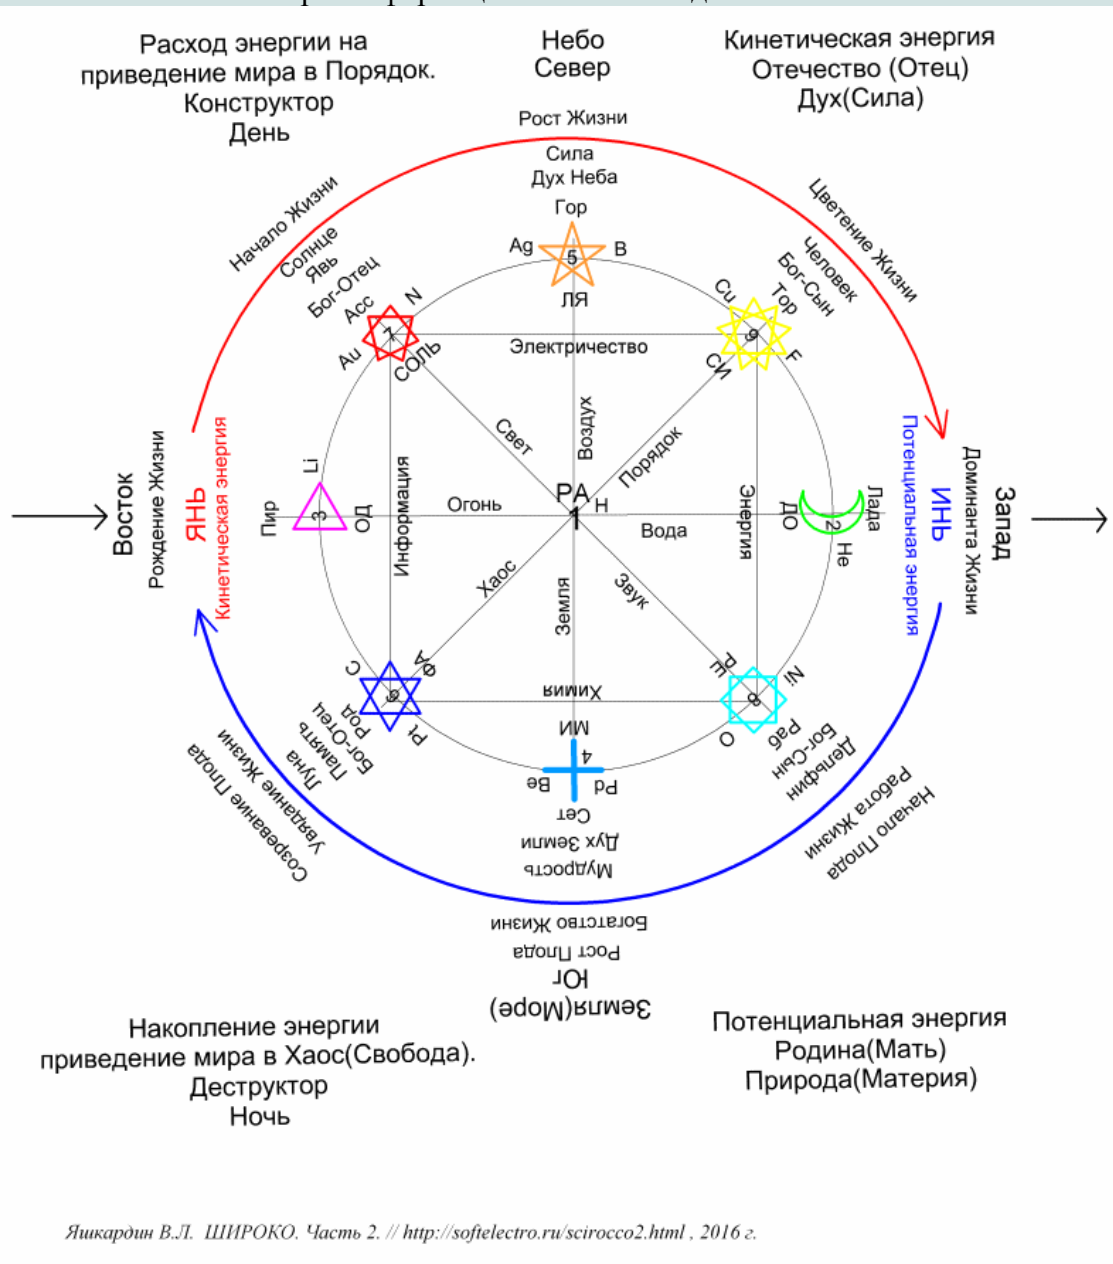 Расход энергии на
приведение мира в Порядок.
Конструктор
День
Небо
Север
Кинетическая энергия
Отечество (Отец)
Дух(Сила)
Рост Жизни
Сила
Дух Неба
Гор
Ag
5
B
ЛЯ
Начало Жизни
Солнце
Явь
Бог-Отец
Асс
N
7
Au
СОЛЬ
Цветение Жизни
Человек
Бог-Сын
Тор
Cu
9
F
СИ
Электричество
Свет
Воздух
Порядок
Восток
Рождение Жизни
ЯНЬ
Кинетическая энергия
Пир
Li
3
ОД
Информация
Огонь
РА
1
H
Вода
Энергия
ДО
2
Лада
He
Потенциальная энергия
ИНЬ
Доминанта Жизни
Запад
Хаос
Земля
Звук
Химия
С
ФА
6
Pt
Род
Бог-Отец
Память
Луна
Увядание Жизни
Созревание Плода
МИ
4
Be
Pd
Сет
Дух Земли
Мудрость
РЕ
8
Ni
O
Раб
Бог-Сын
Дельфин
Работа Жизни
Начало Плода
Богатство Жизни
Рост Плода
Юг
Земля(Море)
Накопление энергии
приведение мира в Хаос(Свобода).
Деструктор
Ночь
Потенциальная энергия
Родина(Мать)
Природа(Материя)
Яшкардин В.Л. ШИРОКО. Часть 2. // http://softelectro.ru/scirocco2.html , 2016 г.